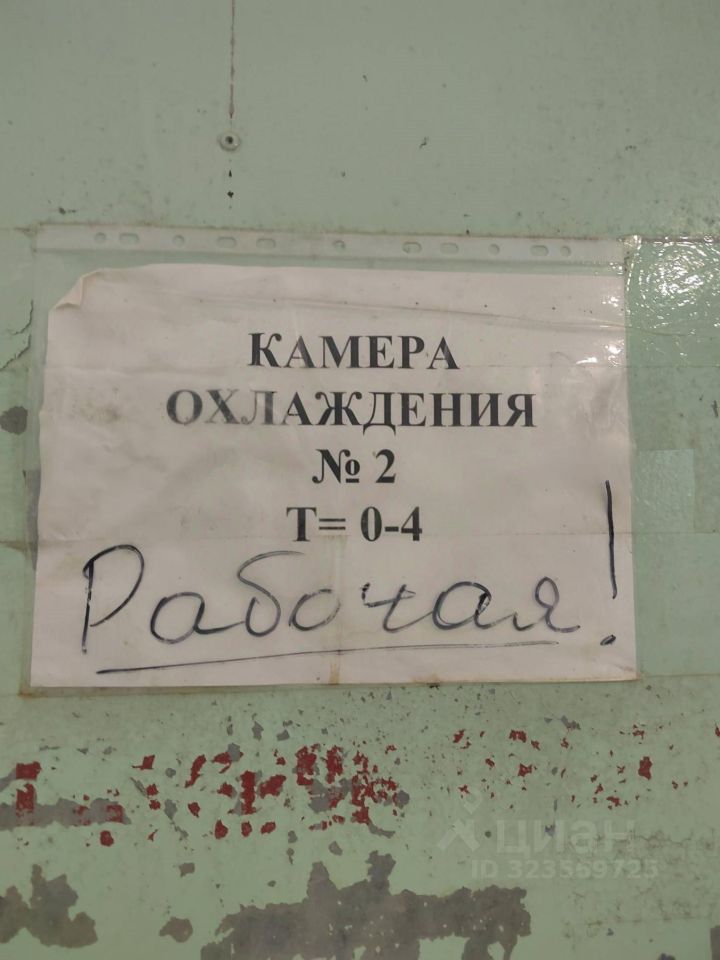 КАМЕРА
ОХЛАЖДЕНИЯ
№ 2
Т= 0-4
Рабочая!
циан
ID 323569725